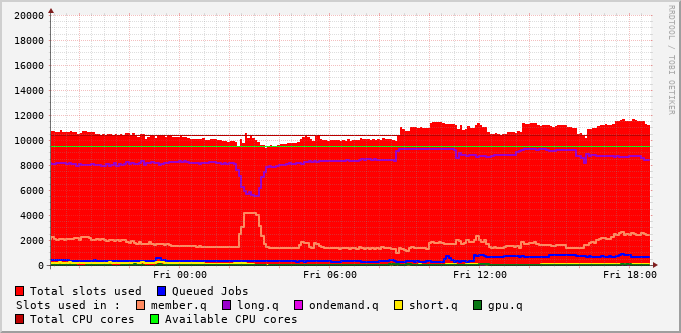 RRDTOOL / TOBI OETIKER
20000
18000
16000
14000
12000
10000
8000
6000
4000
2000
0
Fri 00:00 Fri 06:00 Fri 12:00 Fri 18:00
Total slots used Queued Jobs
Slots used in : member.q long.q ondemand.q short.q gpu.q
Total CPU cores Available CPU cores